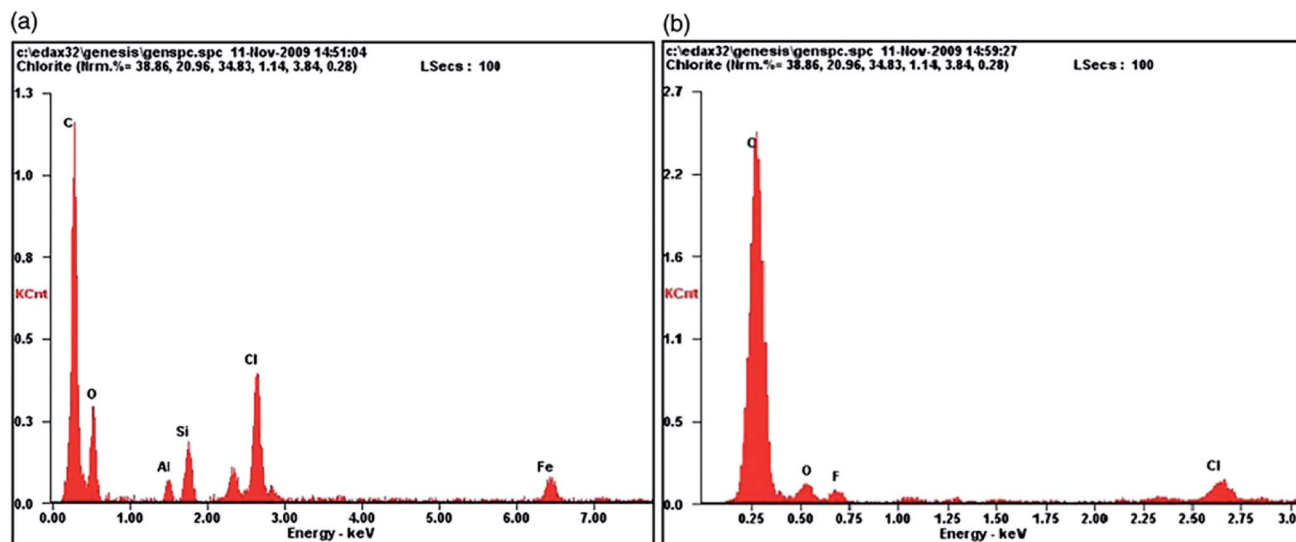 (a)
c:\edax32\genesis\genspc.spc 11-Nov-2009 14:51:04
Chlorite (Nrm.%= 38.86, 20.96, 34.83, 1.14, 3.84, 0.28) LSecs : 100
1.3
C
1.0
0.8
KCnt
0.5
Cl
O
0.3
Si
Al
Fe
0.0
0.00 1.00 2.00 3.00 4.00 5.00 6.00 7.00
Energy - keV
(b)
c:\edax32\genesis\genspc.spc 11-Nov-2009 14:59:27
Chlorite (Nrm.%= 38.86, 20.96, 34.83, 1.14, 3.84, 0.28) LSecs : 100
2.7
2.2
1.6
KCnt
1.1
0.5
O
F
Cl
0.0
0.25 0.50 0.75 1.00 1.25 1.50 1.75 2.00 2.25 2.50 2.75
Energy - keV